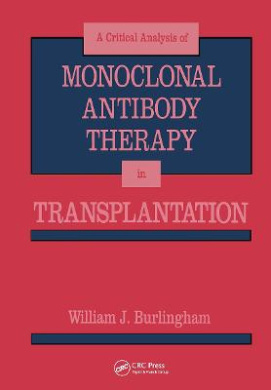 A Critical Analysis of
MONOCLONAL
ANTIBODY
THERAPY
in
TRANSPLANTATION
William J. Burlingham
CRC Press